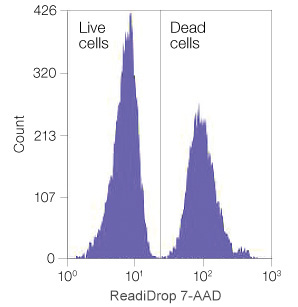 426
320
213
107
0
Count
Live
cells
Dead
cells
10⁰ 10¹ 10² 10³
ReadiDrop 7-AAD